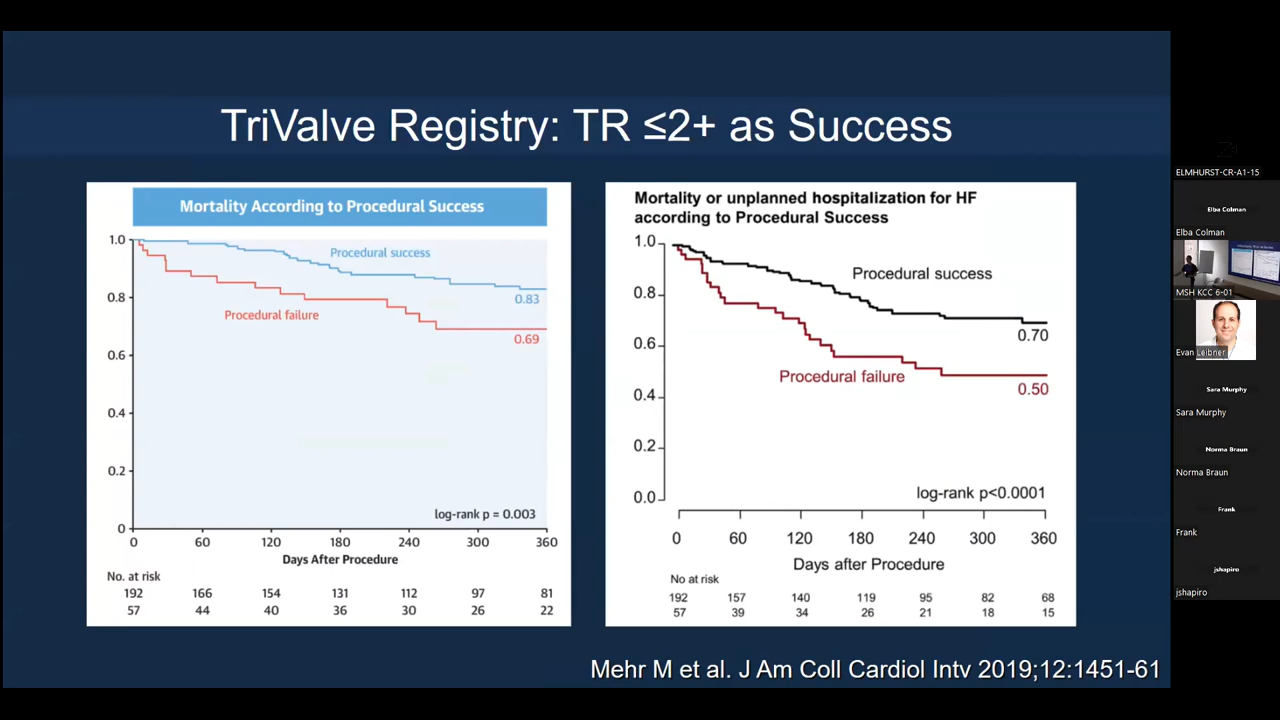 TriValve Registry: TR ≤2+ as Success
Mortality According to Procedural Success
1.0
0.8
0.6
0.4
0.2
0
Procedural success
0.83
Procedural failure
0.69
log-rank p = 0.003
0 60 120 180 240 300 360
Days After Procedure
No. at risk
192 166 154 131 112 97 81
57 44 40 36 30 26 22
Mortality or unplanned hospitalization for HF
according to Procedural Success
1.0
0.8
0.6
0.4
0.2
0.0
Procedural success
0.70
Procedural failure
0.50
log-rank p<0.0001
0 60 120 180 240 300 360
Days after Procedure
No at risk
192 157 140 119 95 82 68
57 39 34 26 21 18 15
Mehr M et al. J Am Coll Cardiol Intv 2019;12:1451-61
ELMHURST-CR-A1-15
Elba Colman
Elba Colman
MSH KCC 6-01
Evan Leibner
Sara Murphy
Sara Murphy
Norma Braun
Norma Braun
Frank
Frank
jshapiro
jshapiro